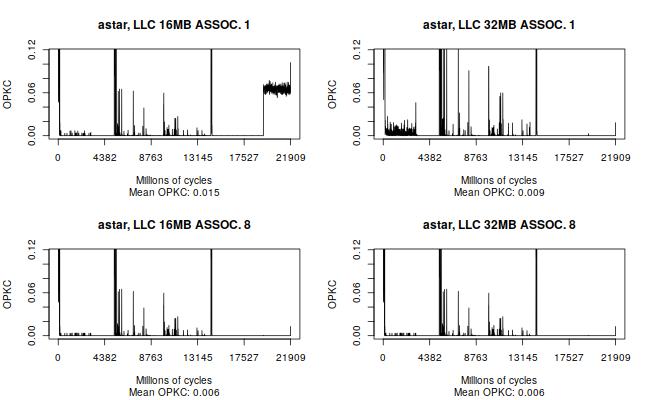 astar, LLC 16MB ASSOC. 1
OPKC
0.00 0.06 0.12
0 4382 8763 13145 17527 21909
Millions of cycles
Mean OPKC: 0.015
astar, LLC 32MB ASSOC. 1
OPKC
0.00 0.06 0.12
0 4382 8763 13145 17527 21909
Millions of cycles
Mean OPKC: 0.009
astar, LLC 16MB ASSOC. 8
OPKC
0.00 0.06 0.12
0 4382 8763 13145 17527 21909
Millions of cycles
Mean OPKC: 0.006
astar, LLC 32MB ASSOC. 8
OPKC
0.00 0.06 0.12
0 4382 8763 13145 17527 21909
Millions of cycles
Mean OPKC: 0.006